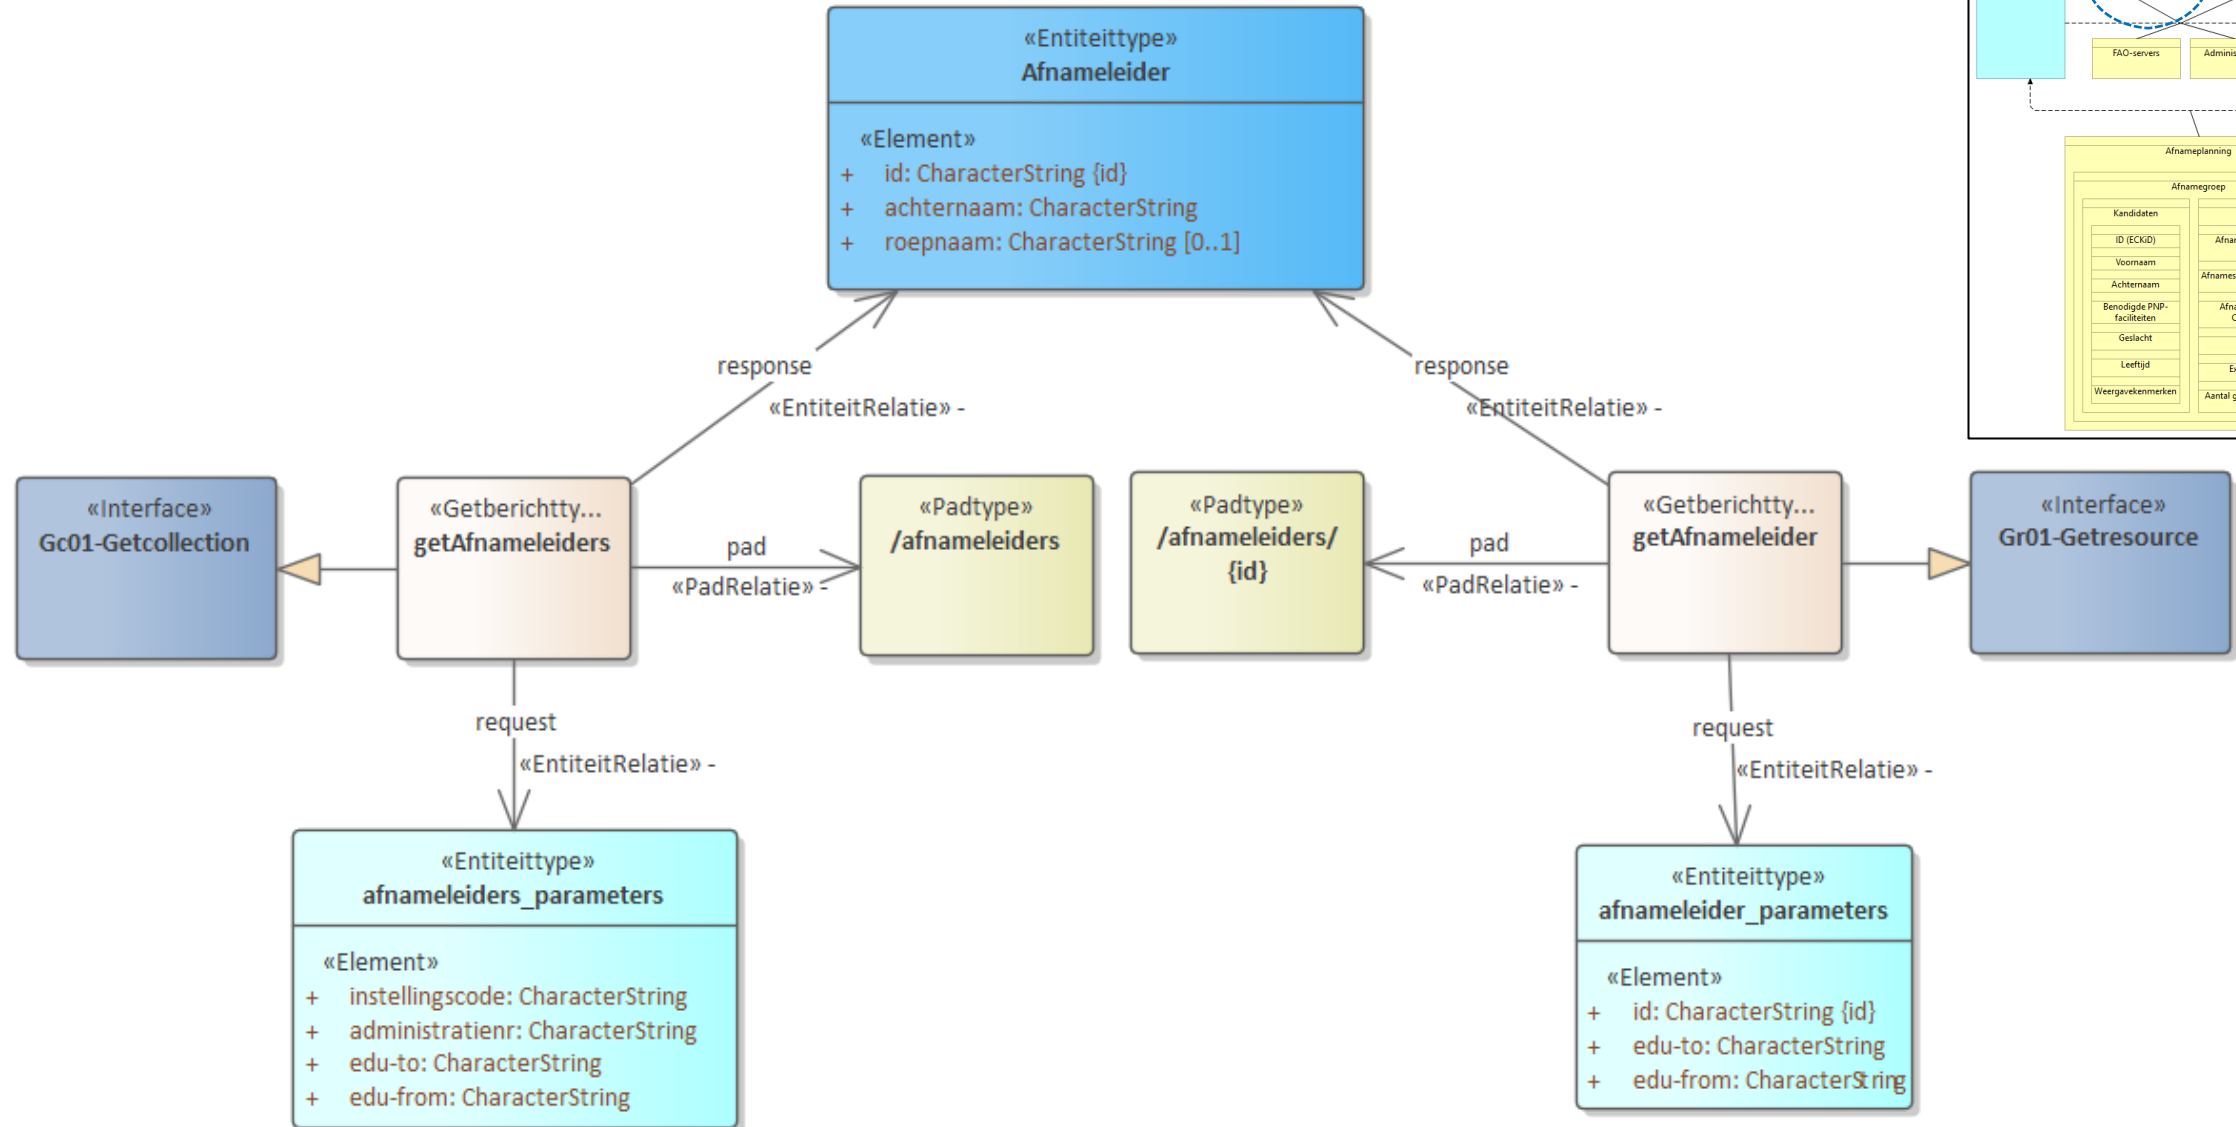 «Entiteittype»
Afnameleider
«Element»
+ id: CharacterString {id}
+ achternaam: CharacterString
+ roepnaam: CharacterString [0..1]
FAO-servers
Afnameplanning
Afnamegroep
Kandidaten
ID (ECKiD)
Voornaam
Achternaam
Benodigde PNP-
faciliteiten
Geslacht
Leeftijd
Weergavekenmerken
response
«EntiteitRelatie» -
response
«EntiteitRelatie» -
«Interface»
Gc01-Getcollection
«Getberichtty...
getAfnameleiders
pad
«PadRelatie» -
«Padtype»
/afnameleiders
«Padtype»
/afnameleiders/
{id}
pad
«PadRelatie» -
«Getberichtty...
getAfnameleider
«Interface»
Gr01-Getresource
request
«EntiteitRelatie» -
request
«EntiteitRelatie» -
«Entiteittype»
afnameleiders_parameters
«Element»
+ instellingscode: CharacterString
+ administratienr: CharacterString
+ edu-to: CharacterString
+ edu-from: CharacterString
«Entiteittype»
afnameleider_parameters
«Element»
+ id: CharacterString {id}
+ edu-to: CharacterString
+ edu-from: CharacterString